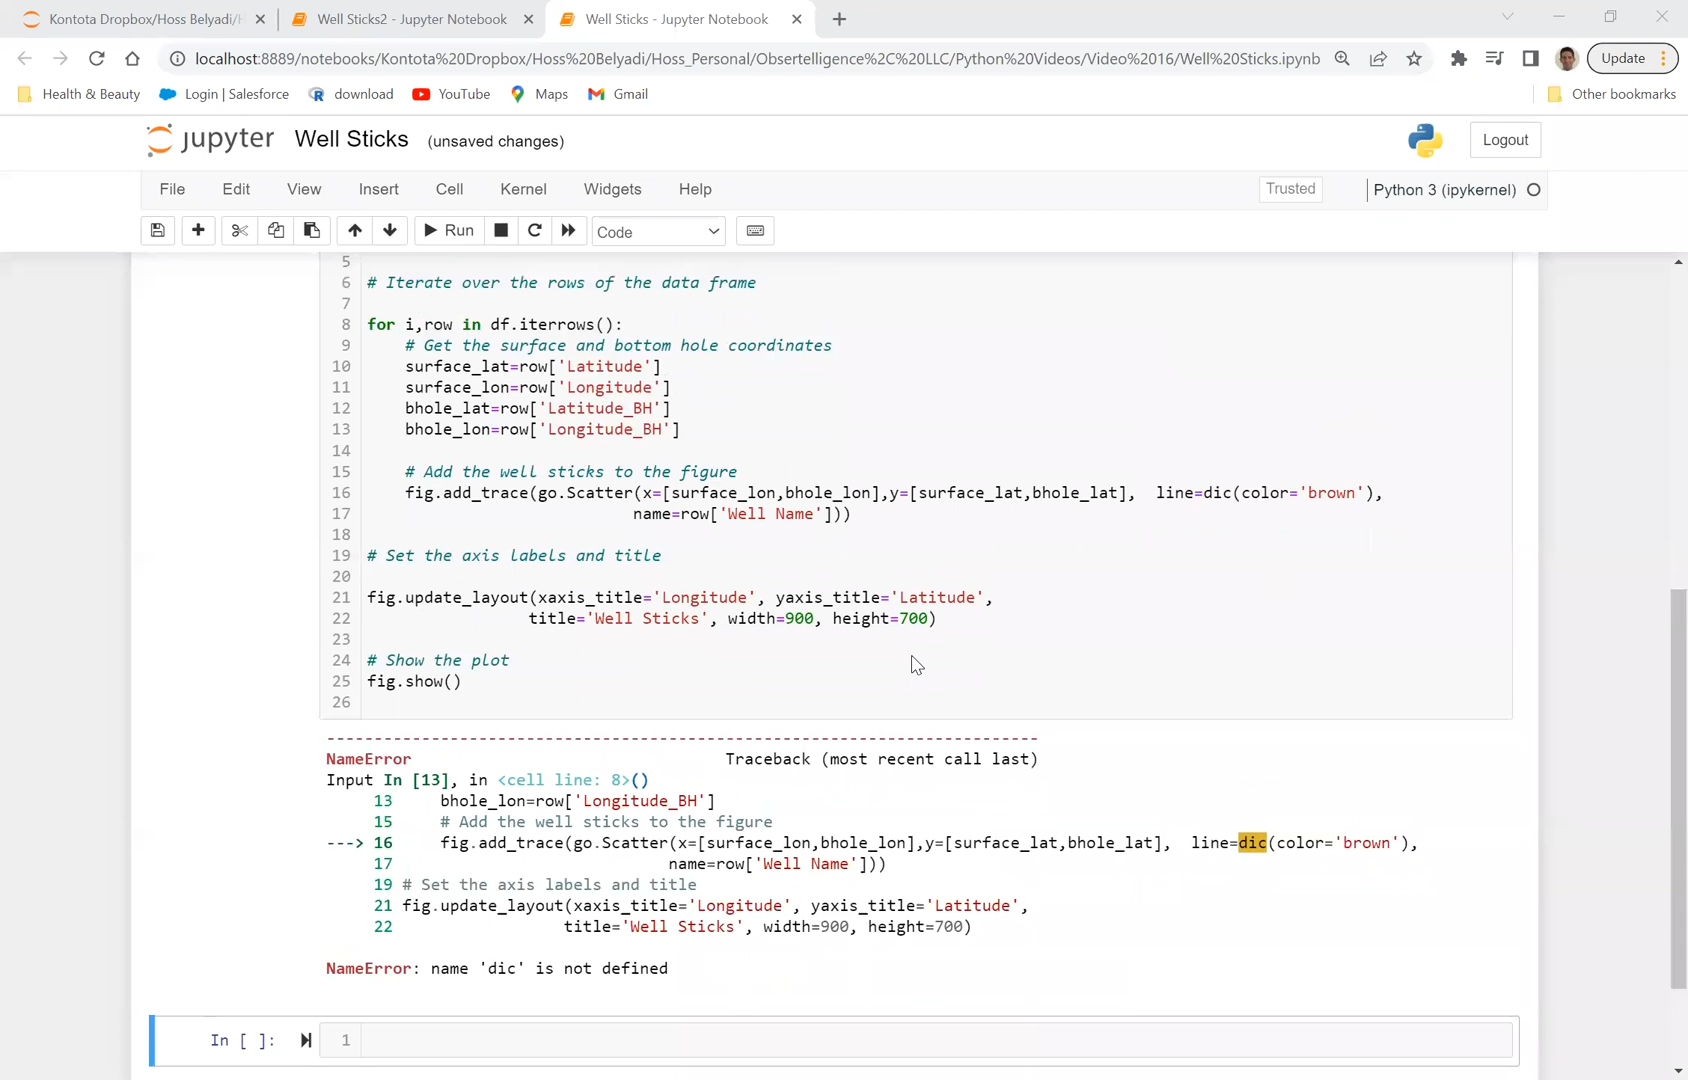 Kontota Dropbox/Hoss Belyadi/H
Well Sticks2 - Jupyter Notebook
Well Sticks - Jupyter Notebook
localhost:8889/notebooks/Kontota%20Dropbox/Hoss%20Belyadi/Hoss_Personal/Obsertelligence%2C%20LLC/Python%20Videos/Video%2016/Well%20Sticks.ipynb
Update
Health & Beauty
Login | Salesforce
download
YouTube
Maps
Gmail
Other bookmarks
jupyter Well Sticks (unsaved changes)
Logout
File Edit View Insert Cell Kernel Widgets Help
Trusted
Python 3 (ipykernel)
Run
Code
5
6 # Iterate over the rows of the data frame
7
8 for i,row in df.iterrows():
9 # Get the surface and bottom hole coordinates
10 surface_lat=row['Latitude']
11 surface_lon=row['Longitude']
12 bhole_lat=row['Latitude_BH']
13 bhole_lon=row['Longitude_BH']
14
15 # Add the well sticks to the figure
16 fig.add_trace(go.Scatter(x=[surface_lon,bhole_lon],y=[surface_lat,bhole_lat],  line=dic(color='brown'),
17 name=row['Well Name']))
18
19 # Set the axis labels and title
20
21 fig.update_layout(xaxis_title='Longitude', yaxis_title='Latitude',
22 title='Well Sticks', width=900, height=700)
23
24 # Show the plot
25 fig.show()
26
---------------------------------------------------------------------------
NameError Traceback (most recent call last)
Input In [13], in <cell line: 8>()
13 bhole_lon=row['Longitude_BH']
15 # Add the well sticks to the figure
---> 16 fig.add_trace(go.Scatter(x=[surface_lon,bhole_lon],y=[surface_lat,bhole_lat],  line=dic(color='brown'),
17 name=row['Well Name']))
19 # Set the axis labels and title
21 fig.update_layout(xaxis_title='Longitude', yaxis_title='Latitude',
22 title='Well Sticks', width=900, height=700)
NameError: name 'dic' is not defined
In [ ]: 1